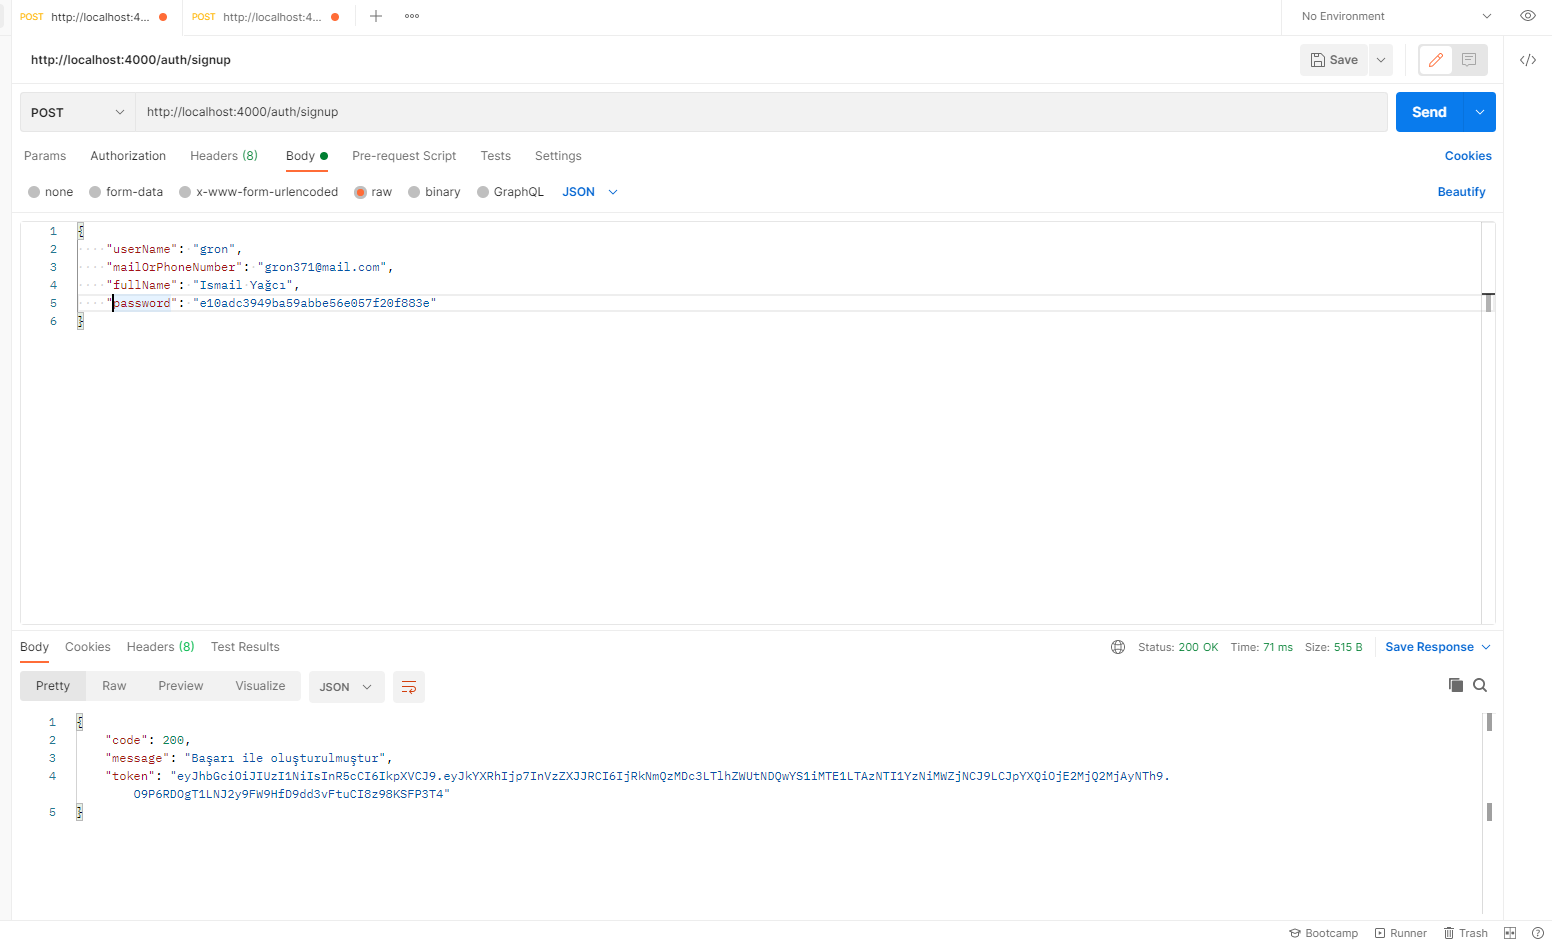 POST http://localhost:4... POST http://localhost:4... No Environment
http://localhost:4000/auth/signup Save
POST http://localhost:4000/auth/signup Send
Params Authorization Headers (8) Body Pre-request Script Tests Settings Cookies
none form-data x-www-form-urlencoded raw binary GraphQL JSON Beautify
1 {
2 "userName": "gron",
3 "mailOrPhoneNumber": "gron371@mail.com",
4 "fullName": "Ismail Yağcı",
5 "password": "e10adc3949ba59abbe56e057f20f883e"
6 }
Body Cookies Headers (8) Test Results Status: 200 OK Time: 71 ms Size: 515 B Save Response
Pretty Raw Preview Visualize JSON
1 {
2 "code": 200,
3 "message": "Başarı ile oluşturulmuştur",
4 "token": "eyJhbGciOiJIUzI1NiIsInR5cCI6IkpXVCJ9.eyJkYXRhIjp7InVzZXJJRCI6IjRkNmQzMDc3LTlhZWUtNDQwYS1iMTE1LTAzNTI1YzNiMWZjNCJ9LCJpYXQiOjE2MjQ2MjAyNTh9.
O9P6RDOgT1LNJ2y9FW9HfD9dd3vFtuCI8z98KSFP3T4"
5 }
Bootcamp Runner Trash